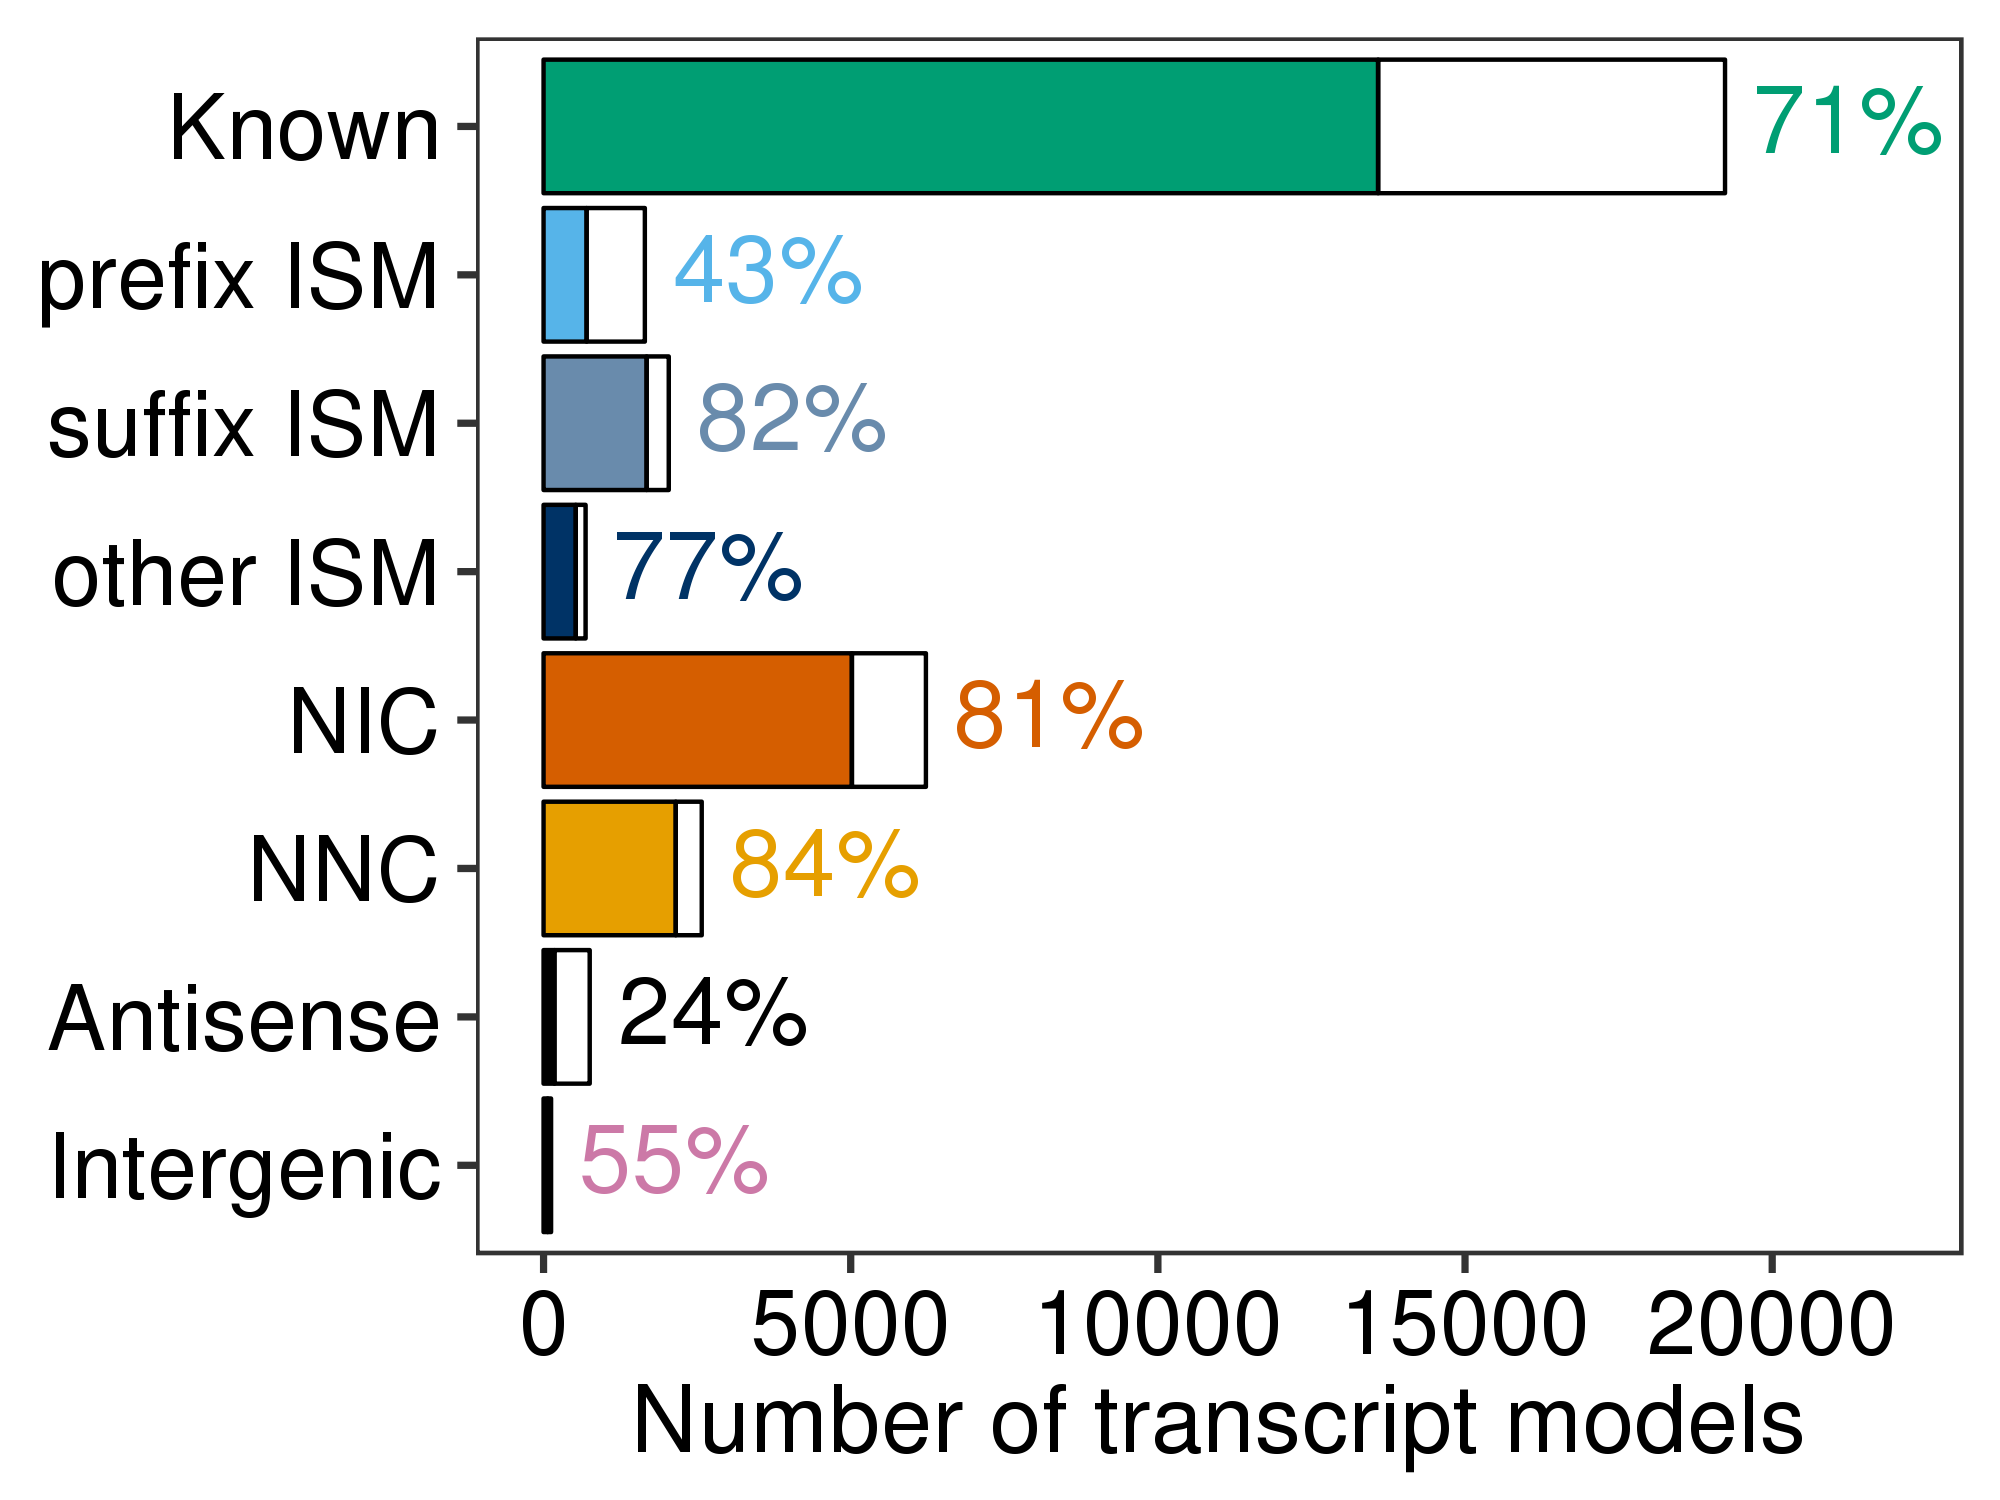 Known 71%
prefix ISM 43%
suffix ISM 82%
other ISM 77%
NIC 81%
NNC 84%
Antisense 24%
Intergenic 55%
0 5000 10000 15000 20000
Number of transcript models